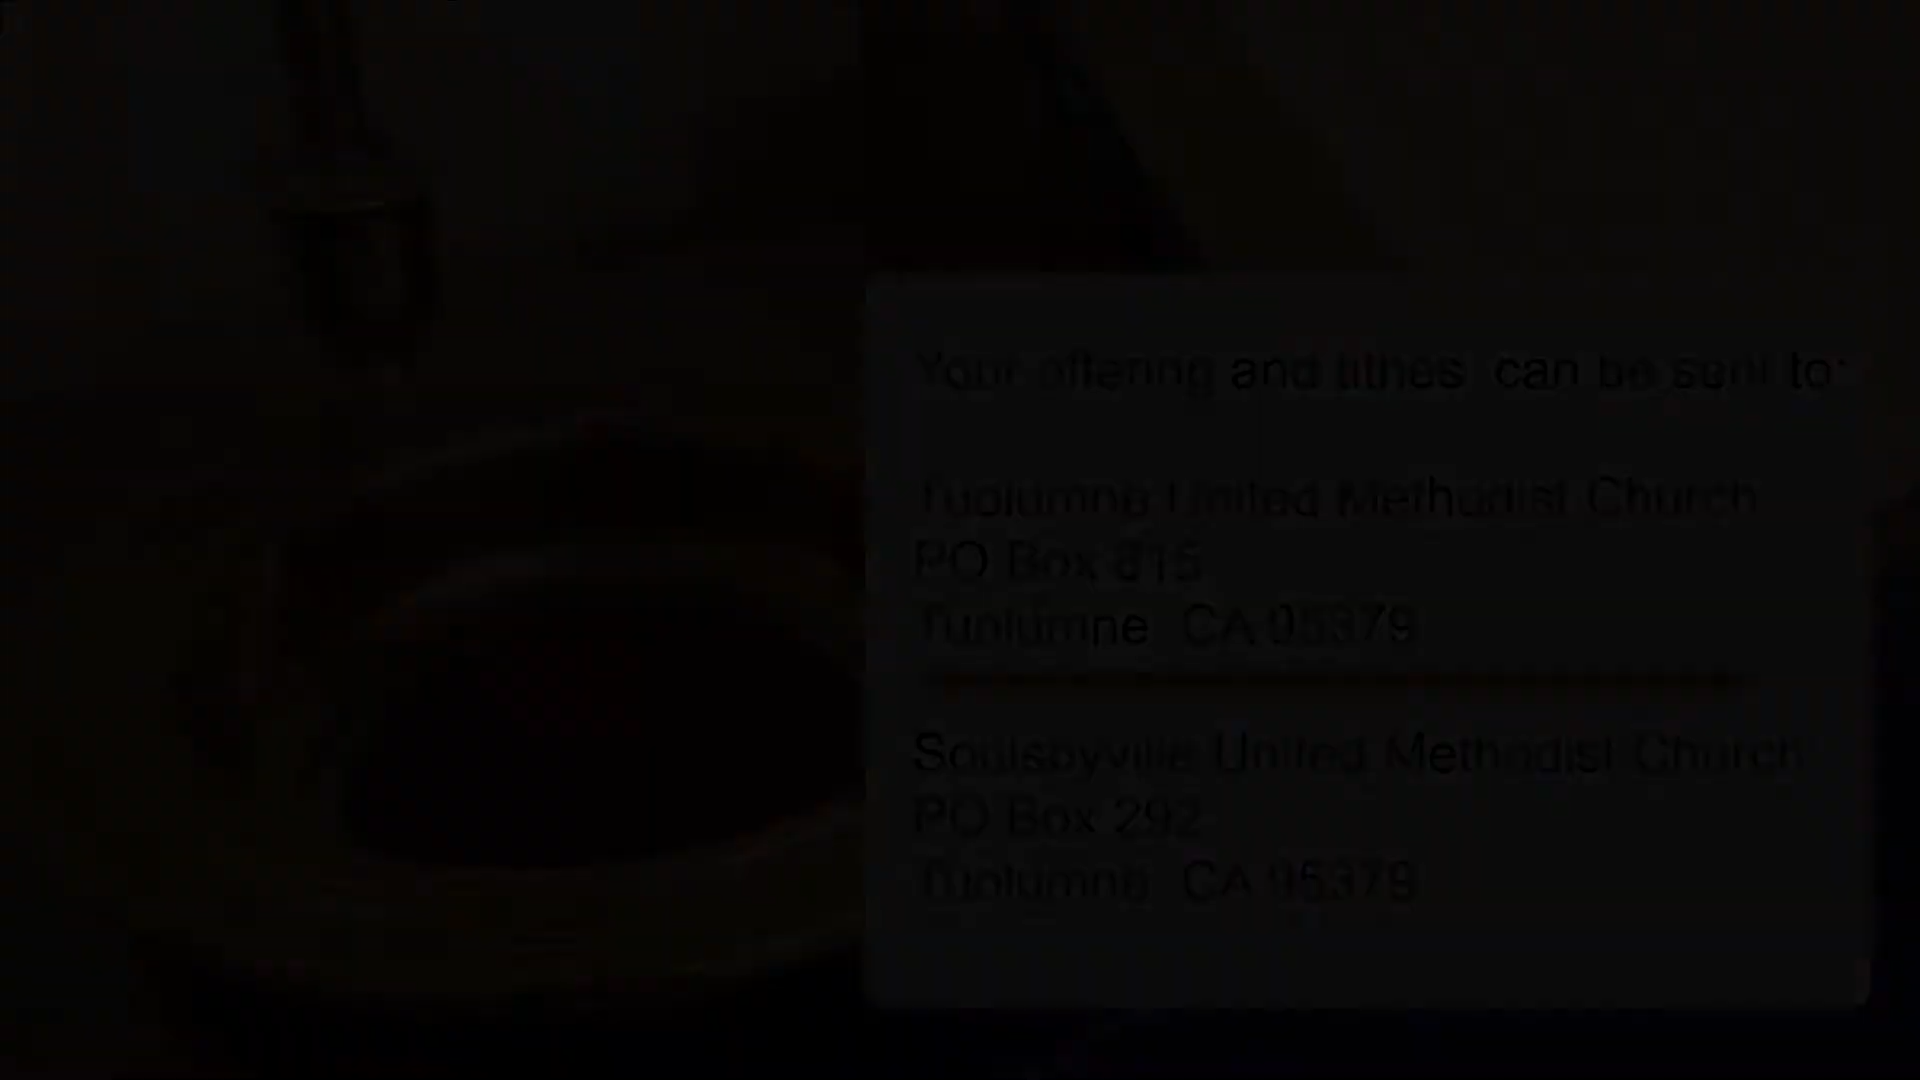 Your offering and tithes can be sent to:
Tuolumne United Methodist Church
PO Box 815
Tuolumne, CA 95379
Soulsbyville United Methodist Church
PO Box 292
Tuolumne, CA 95379